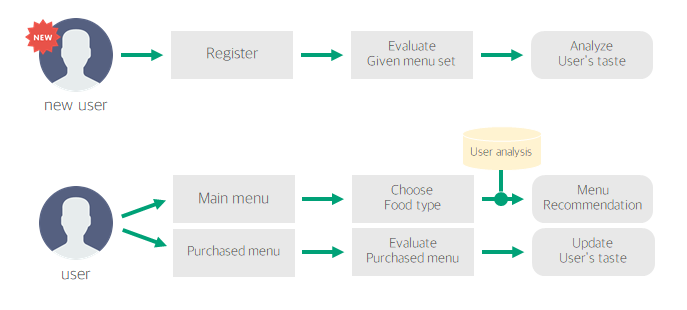 NEW
new user
Register
Evaluate
Given menu set
Analyze
User's taste
User analysis
user
Main menu
Choose
Food type
Menu
Recommendation
Purchased menu
Evaluate
Purchased menu
Update
User's taste